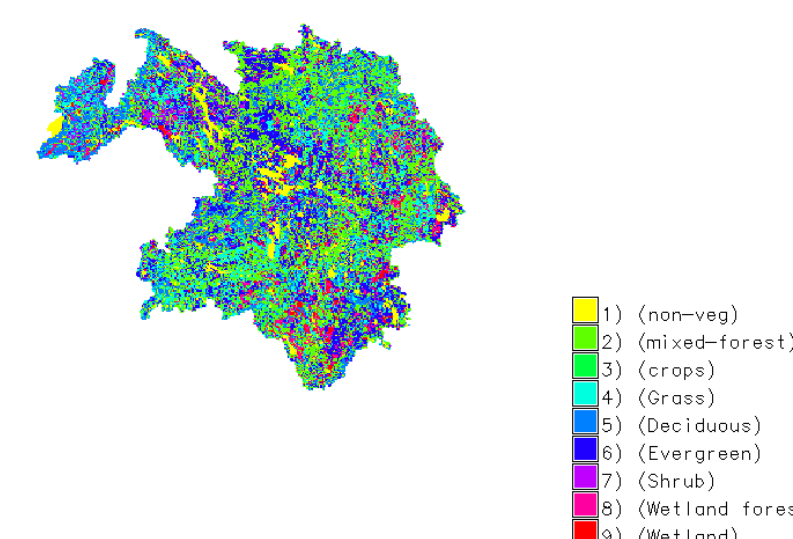 1) (non-veg)
2) (mixed-forest)
3) (crops)
4) (Grass)
5) (Deciduous)
6) (Evergreen)
7) (Shrub)
8) (Wetland fores
9) (Wetland)